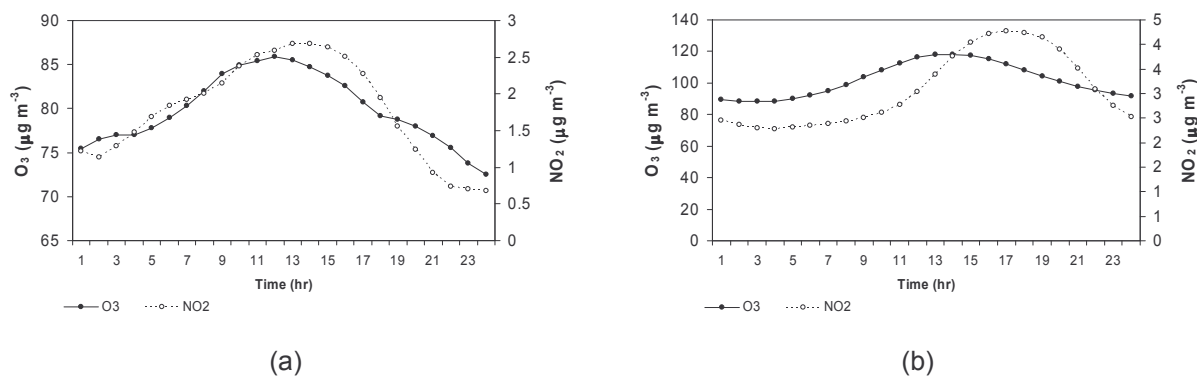 90
85
80
75
70
65
O₃ (µg m⁻³)
3
2.5
2
1.5
1
0.5
0
NO₂ (µg m⁻³)
1 3 5 7 9 11 13 15 17 19 21 23
Time (hr)
O3 NO2
(a)
140
120
100
80
60
40
20
0
O₃ (µg m⁻³)
5
4
4
3
3
2
2
1
1
0
NO₂ (µg m⁻³)
1 3 5 7 9 11 13 15 17 19 21 23
Time (hr)
O3 NO2
(b)